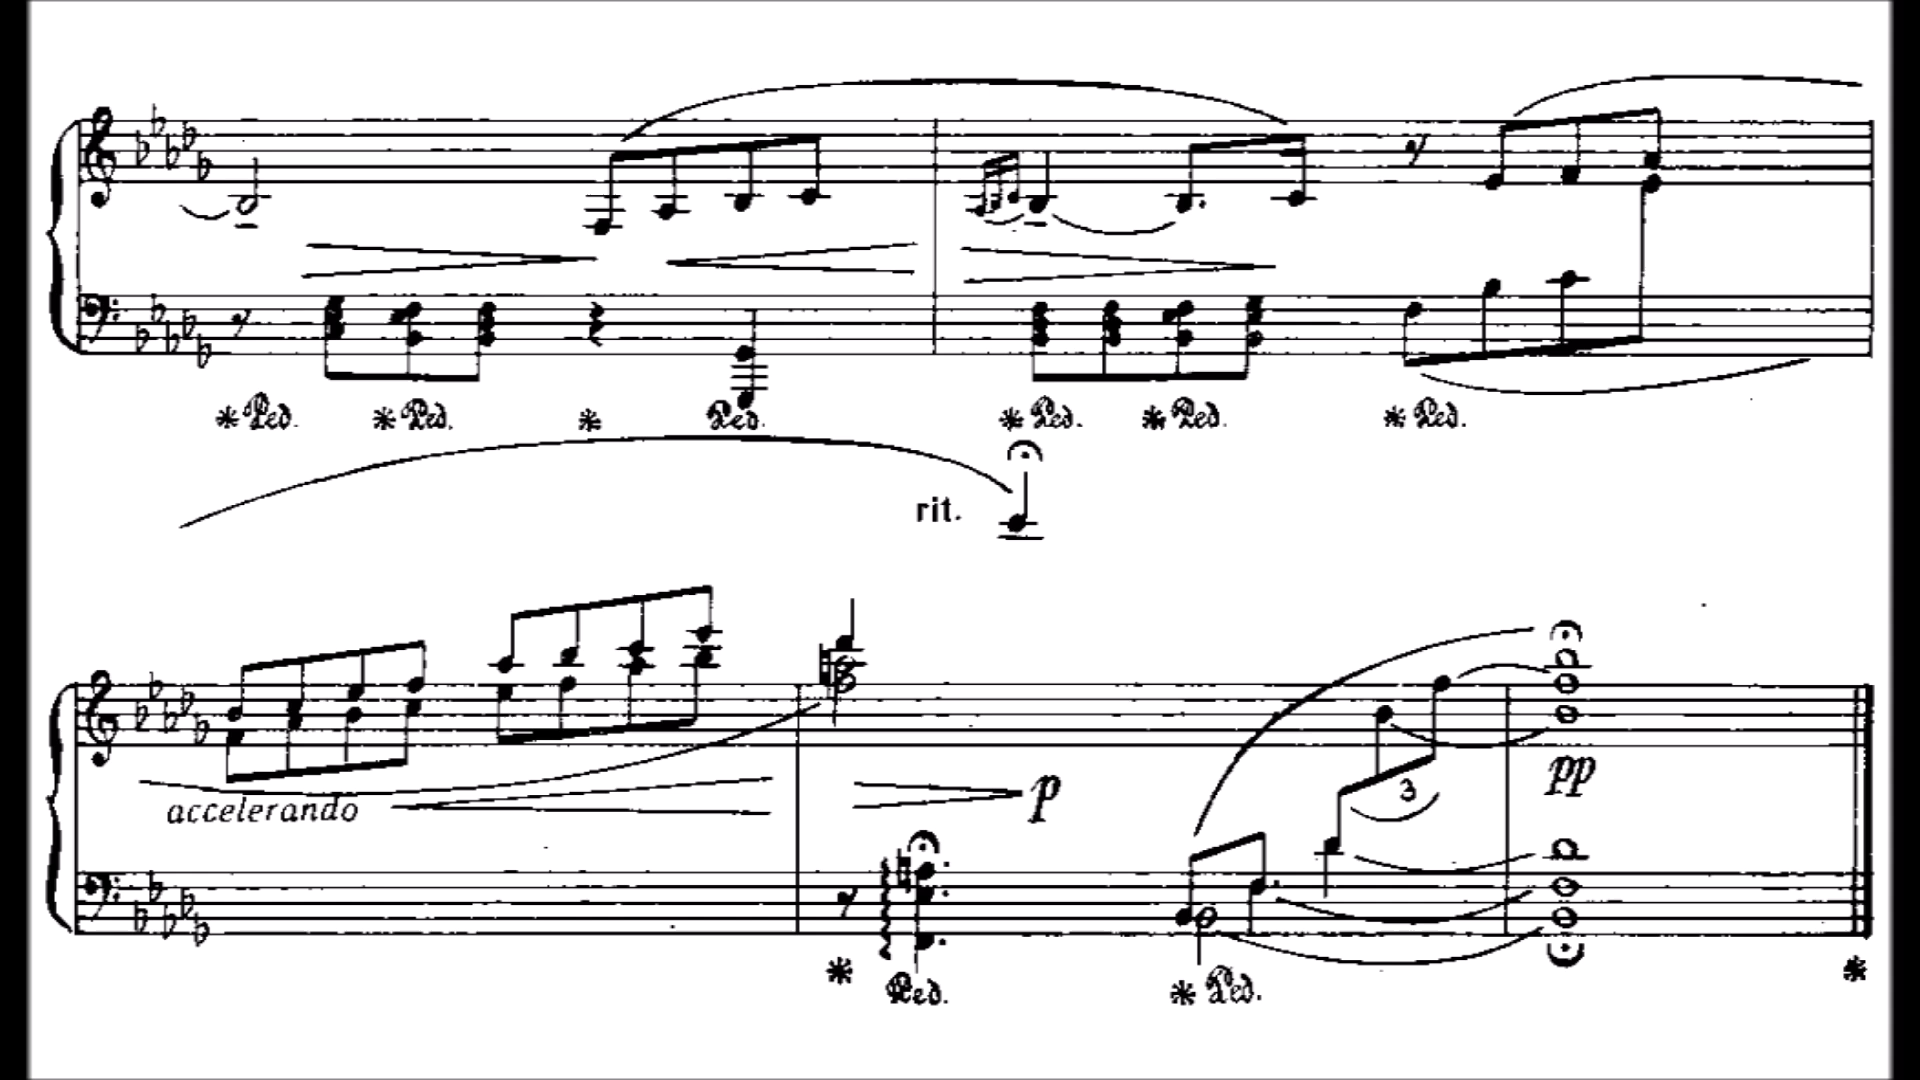 * Ped. * Ped. * Ped. * Ped. * Ped. * Ped.
rit.
accelerando
p
3
pp
* Ped. * Ped. *